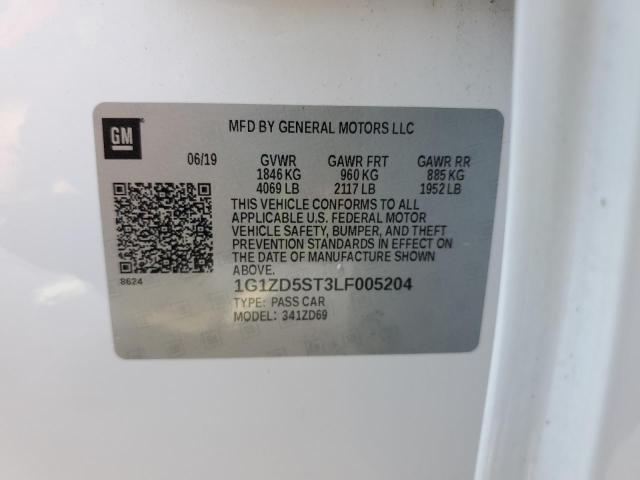 GM
MFD BY GENERAL MOTORS LLC
06/19 GVWR GAWR FRT GAWR RR
1846 KG 960 KG 885 KG
4069 LB 2117 LB 1952 LB
THIS VEHICLE CONFORMS TO ALL
APPLICABLE U.S. FEDERAL MOTOR
VEHICLE SAFETY, BUMPER, AND THEFT
PREVENTION STANDARDS IN EFFECT ON
THE DATE OF MANUFACTURE SHOWN
ABOVE.
8624
1G1ZD5ST3LF005204
TYPE: PASS CAR
MODEL: 341ZD69